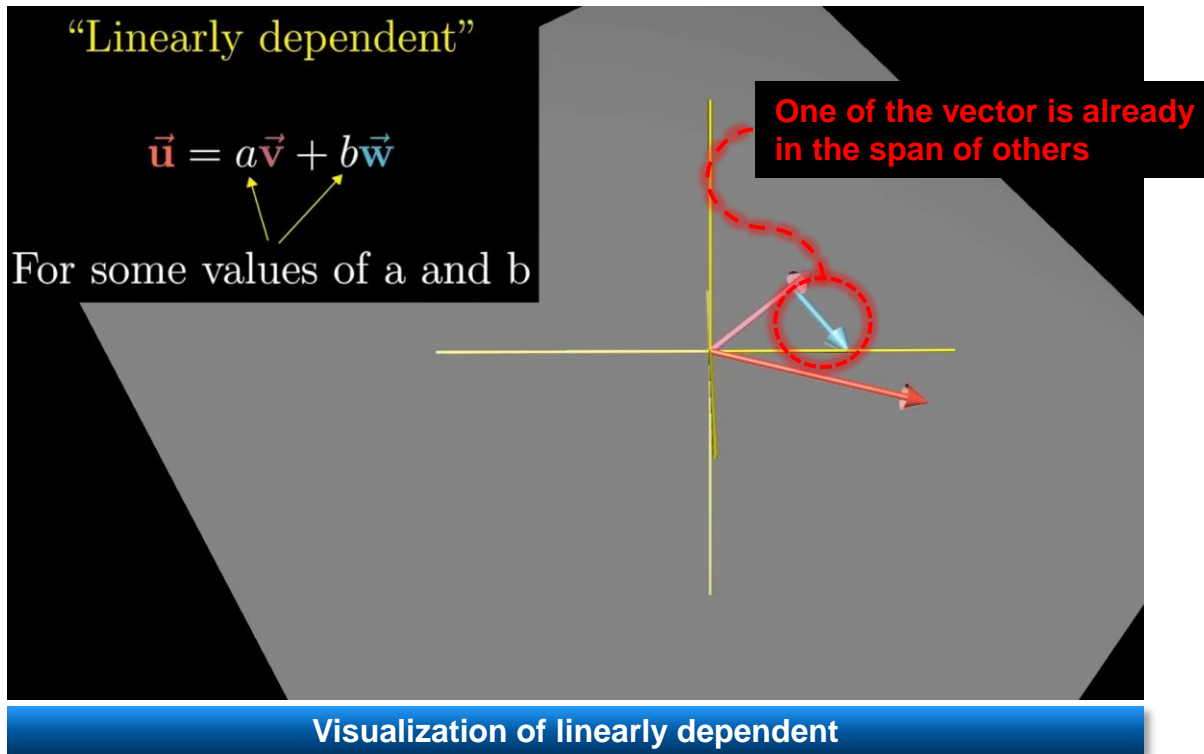 “Linearly dependent”
u⃗ = av⃗ + bw⃗
For some values of a and b
One of the vector is already
in the span of others
Visualization of linearly dependent